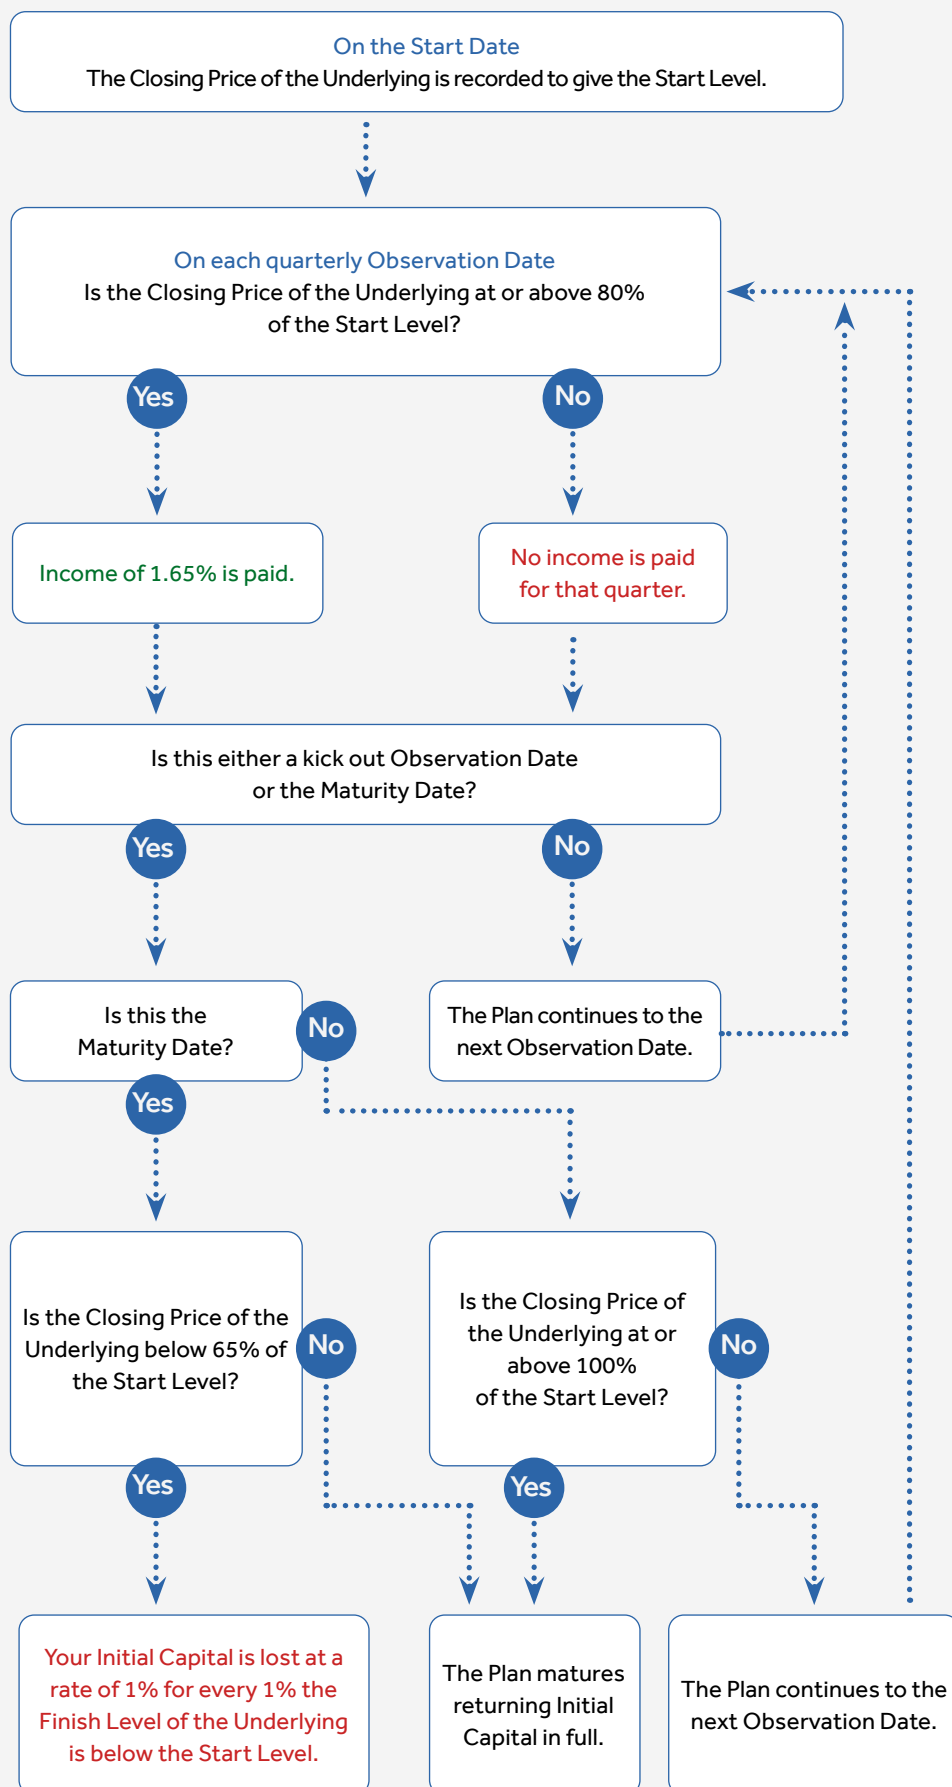 On the Start Date
The Closing Price of the Underlying is recorded to give the Start Level.
On each quarterly Observation Date
Is the Closing Price of the Underlying at or above 80%
of the Start Level?
Yes
No
Income of 1.65% is paid.
No income is paid
for that quarter.
Is this either a kick out Observation Date
or the Maturity Date?
Yes
No
Is this the
Maturity Date?
No
The Plan continues to the
next Observation Date.
Yes
Is the Closing Price of the
Underlying below 65% of
the Start Level?
No
Is the Closing Price of
the Underlying at or
above 100%
of the Start Level?
No
Yes
Yes
Your Initial Capital is lost at a
rate of 1% for every 1% the
Finish Level of the Underlying
is below the Start Level.
The Plan matures
returning Initial
Capital in full.
The Plan continues to the
next Observation Date.